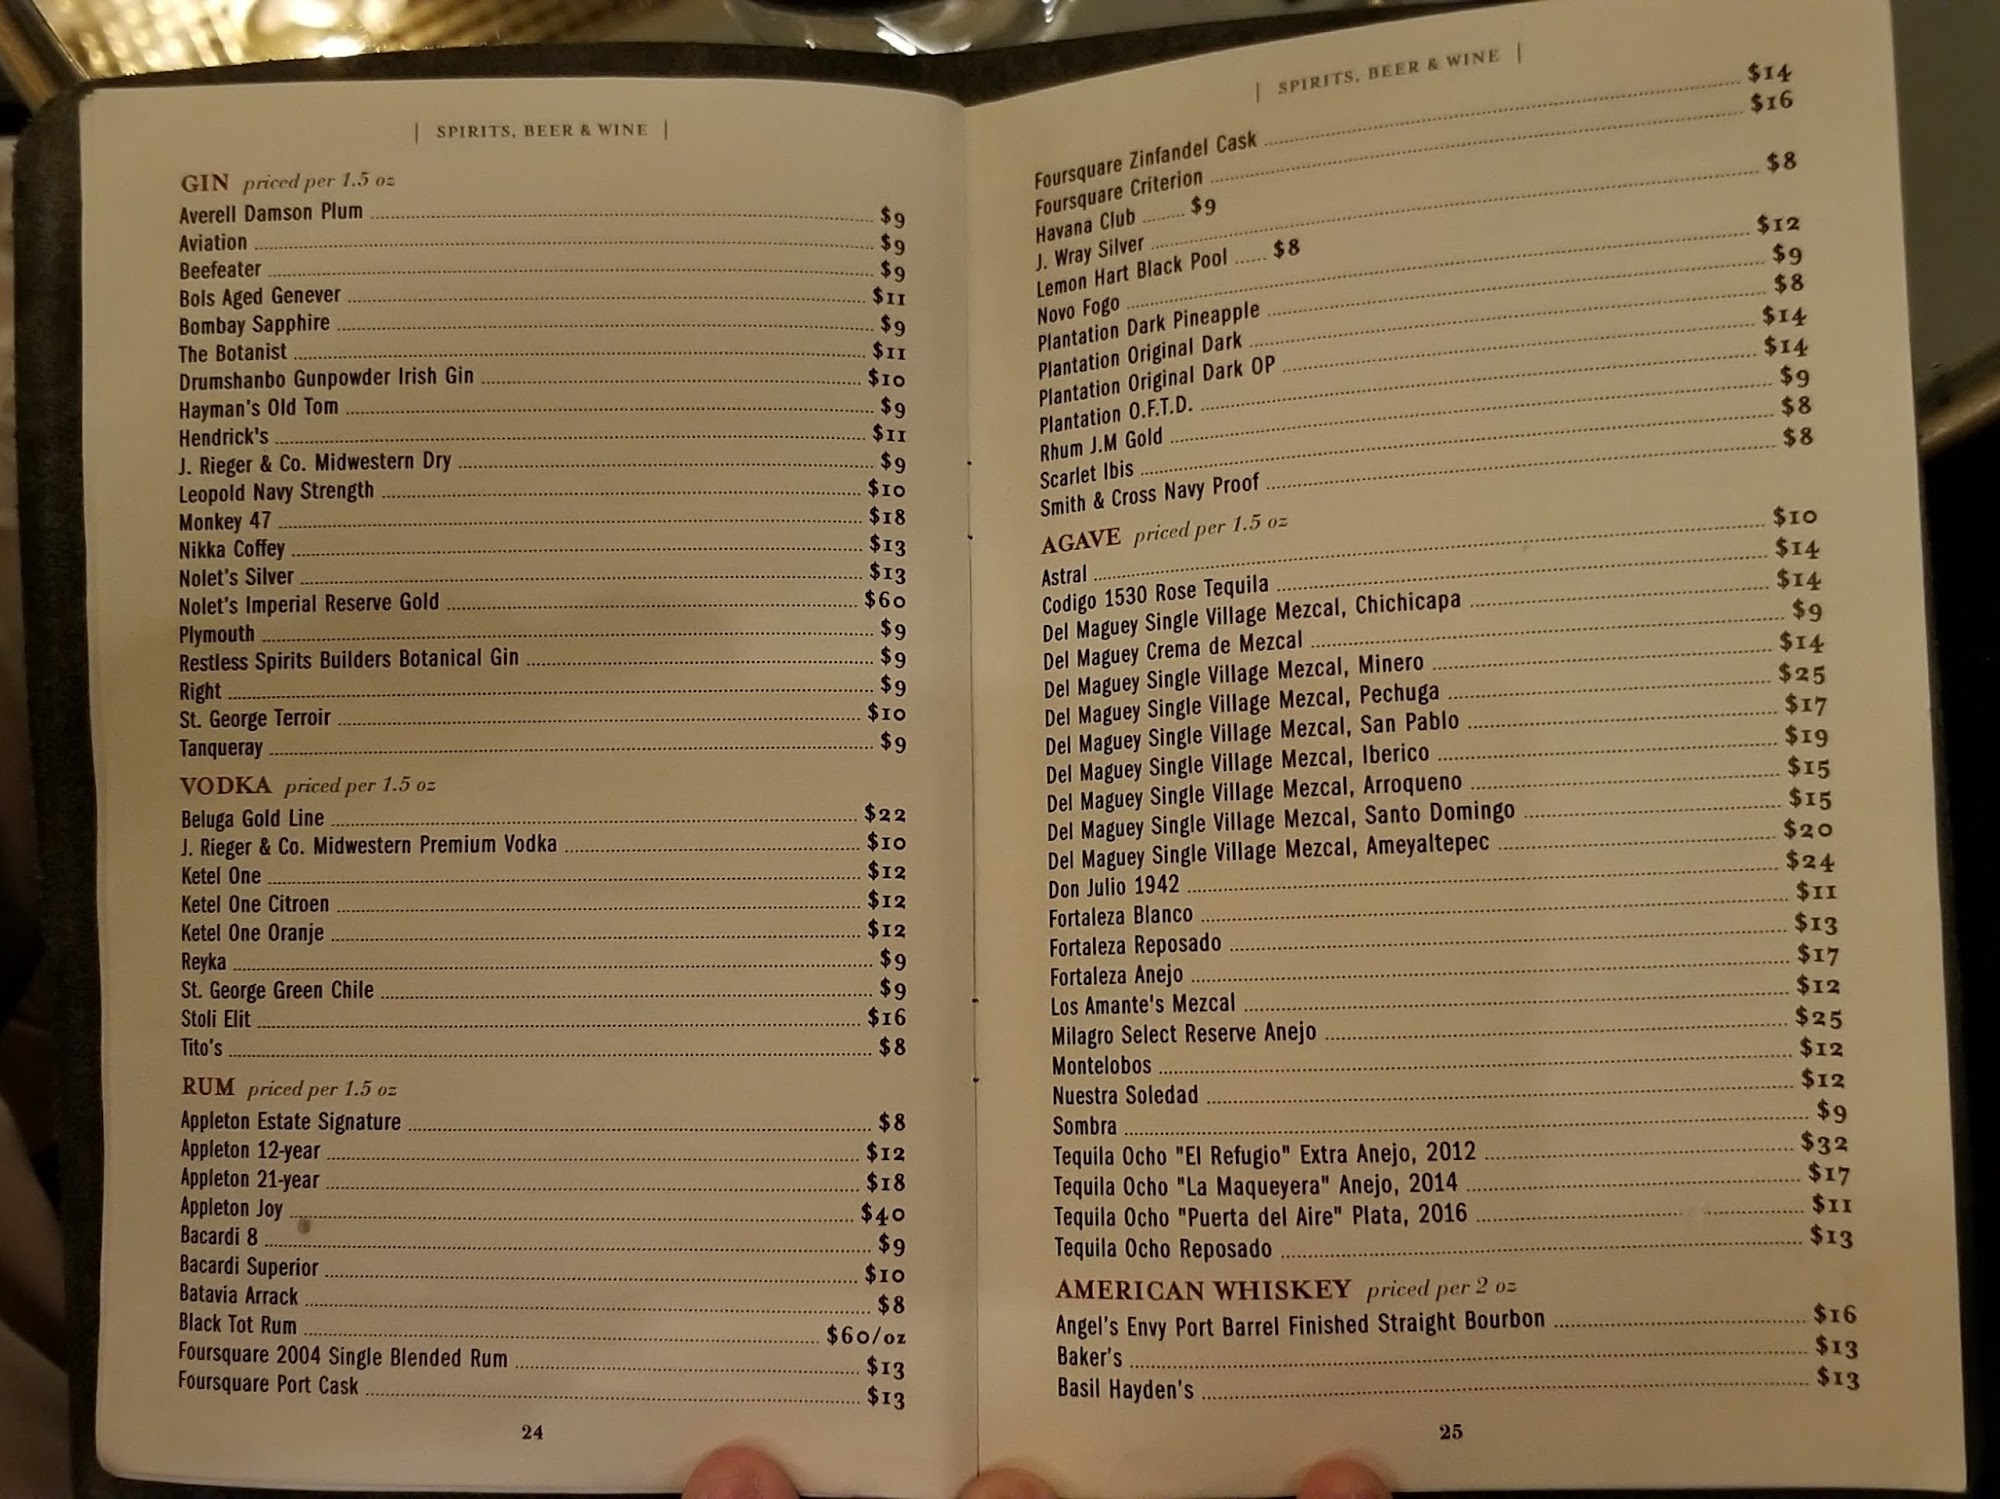 | SPIRITS, BEER & WINE |
GIN priced per 1.5 oz
Averell Damson Plum $9
Aviation $9
Beefeater $9
Bols Aged Genever $11
Bombay Sapphire $9
The Botanist $11
Drumshanbo Gunpowder Irish Gin $10
Hayman's Old Tom $9
Hendrick's $11
J. Rieger & Co. Midwestern Dry $9
Leopold Navy Strength $10
Monkey 47 $18
Nikka Coffey $13
Nolet's Silver $13
Nolet's Imperial Reserve Gold $60
Plymouth $9
Restless Spirits Builders Botanical Gin $9
Right $9
St. George Terroir $10
Tanqueray $9
VODKA priced per 1.5 oz
Beluga Gold Line $22
J. Rieger & Co. Midwestern Premium Vodka $10
Ketel One $12
Ketel One Citroen $12
Ketel One Oranje $12
Reyka $9
St. George Green Chile $9
Stoli Elit $16
Tito's $8
RUM priced per 1.5 oz
Appleton Estate Signature $8
Appleton 12-year $12
Appleton 21-year $18
Appleton Joy $40
Bacardi 8 $9
Bacardi Superior $10
Batavia Arrack $8
Black Tot Rum $60/oz
Foursquare 2004 Single Blended Rum $13
Foursquare Port Cask $13
24
| SPIRITS, BEER & WINE |
Foursquare Zinfandel Cask $14
Foursquare Criterion $16
Havana Club $9
J. Wray Silver $8
Lemon Hart Black Pool $8
Novo Fogo $12
Plantation Dark Pineapple $9
Plantation Original Dark $8
Plantation Original Dark OP $14
Plantation O.F.T.D. $14
Rhum J.M Gold $9
Scarlet Ibis $8
Smith & Cross Navy Proof $8
AGAVE priced per 1.5 oz
Astral $10
Codigo 1530 Rose Tequila $14
Del Maguey Single Village Mezcal, Chichicapa $14
Del Maguey Crema de Mezcal $9
Del Maguey Single Village Mezcal, Minero $14
Del Maguey Single Village Mezcal, Pechuga $25
Del Maguey Single Village Mezcal, San Pablo $17
Del Maguey Single Village Mezcal, Iberico $19
Del Maguey Single Village Mezcal, Arroqueno $15
Del Maguey Single Village Mezcal, Santo Domingo $15
Del Maguey Single Village Mezcal, Ameyaltepec $20
Don Julio 1942 $24
Fortaleza Blanco $11
Fortaleza Reposado $13
Fortaleza Anejo $17
Los Amante's Mezcal $12
Milagro Select Reserve Anejo $25
Montelobos $12
Nuestra Soledad $12
Sombra $9
Tequila Ocho "El Refugio" Extra Anejo, 2012 $32
Tequila Ocho "La Maqueyera" Anejo, 2014 $17
Tequila Ocho "Puerta del Aire" Plata, 2016 $11
Tequila Ocho Reposado $13
AMERICAN WHISKEY priced per 2 oz
Angel's Envy Port Barrel Finished Straight Bourbon $16
Baker's $13
Basil Hayden's $13
25